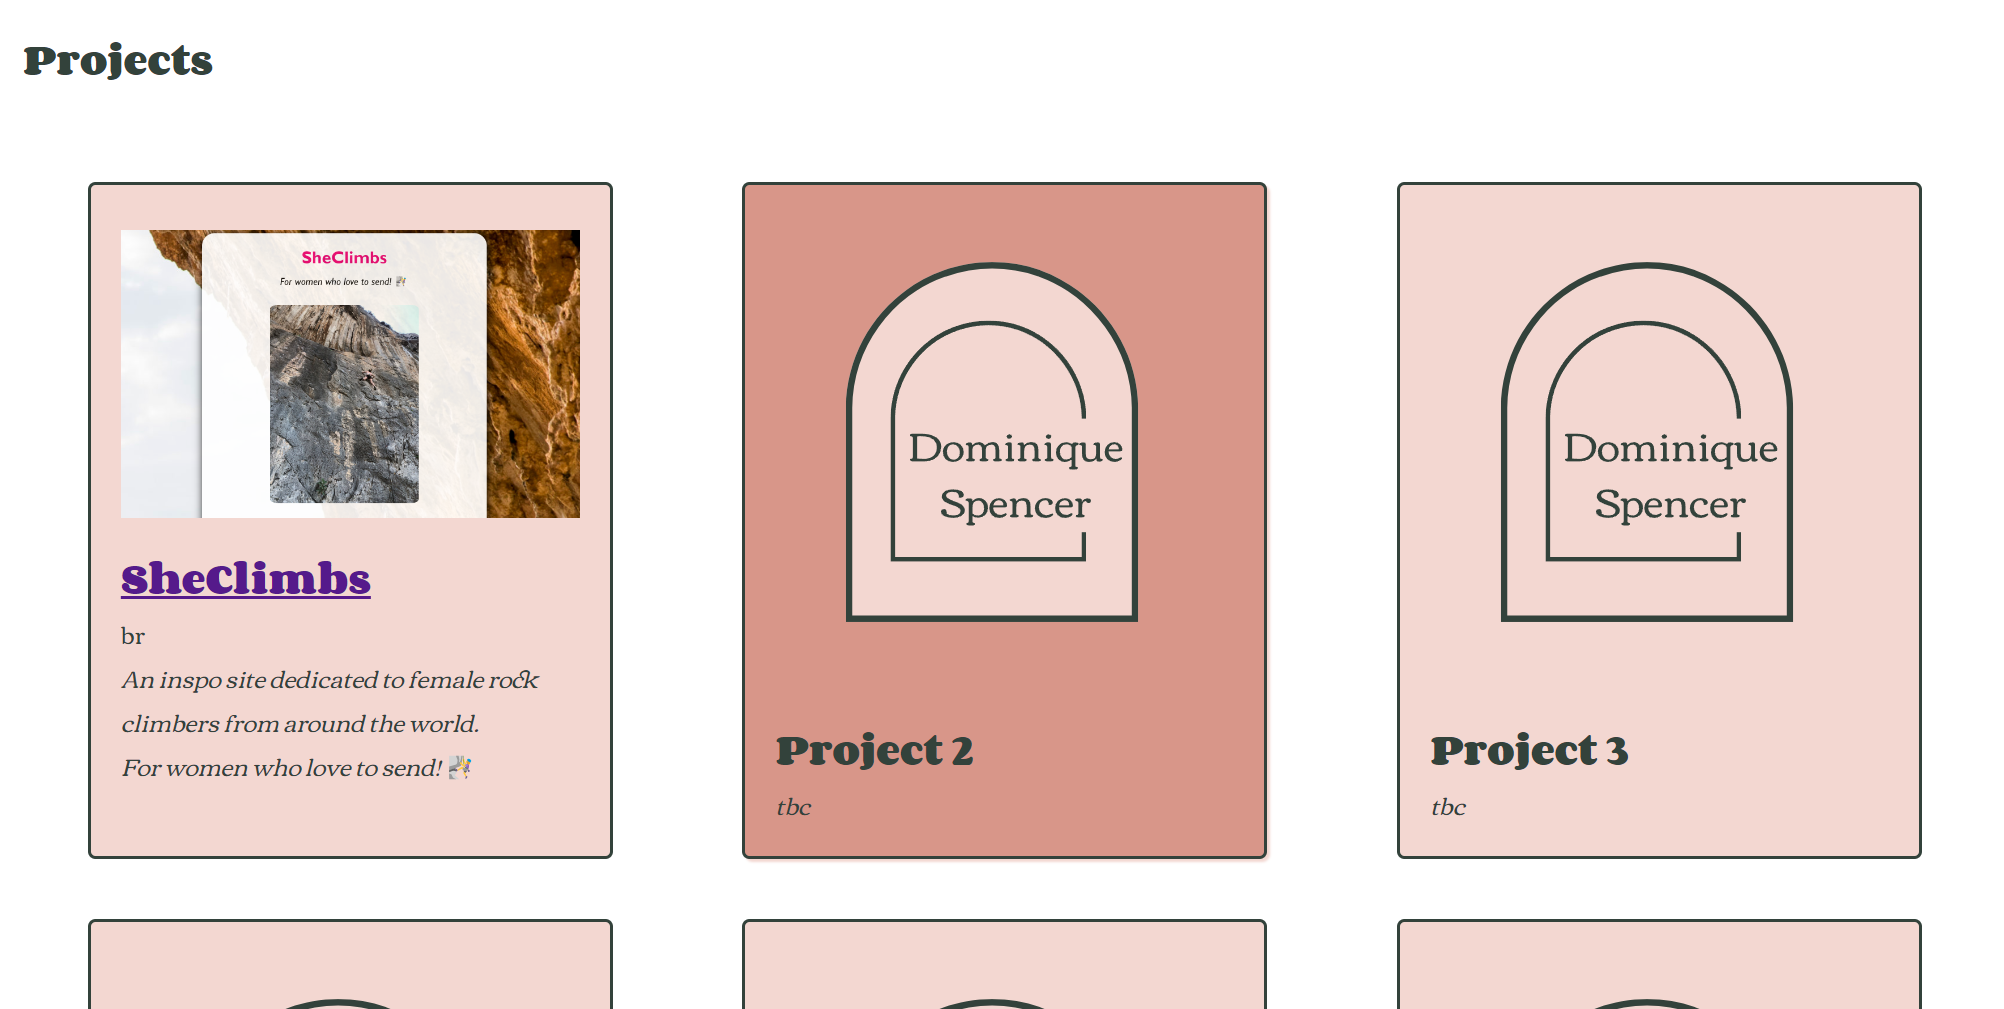 Projects
SheClimbs
For women who love to send! 🧗‍♀️
SheClimbs
br
An inspo site dedicated to female rock
climbers from around the world.
For women who love to send! 🧗‍♀️
Dominique
Spencer
Project 2
tbc
Dominique
Spencer
Project 3
tbc